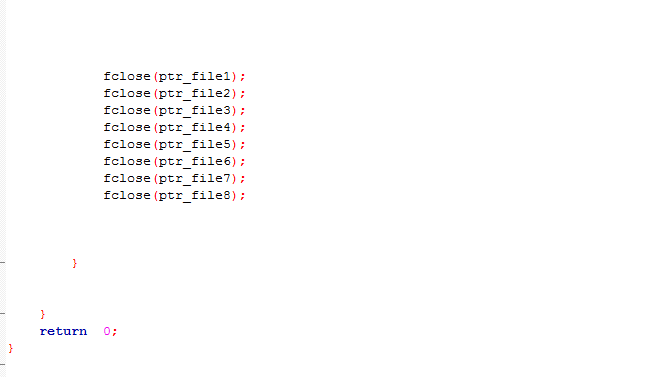 fclose(ptr_file1);
fclose(ptr_file2);
fclose(ptr_file3);
fclose(ptr_file4);
fclose(ptr_file5);
fclose(ptr_file6);
fclose(ptr_file7);
fclose(ptr_file8);
}
}
return 0;
}